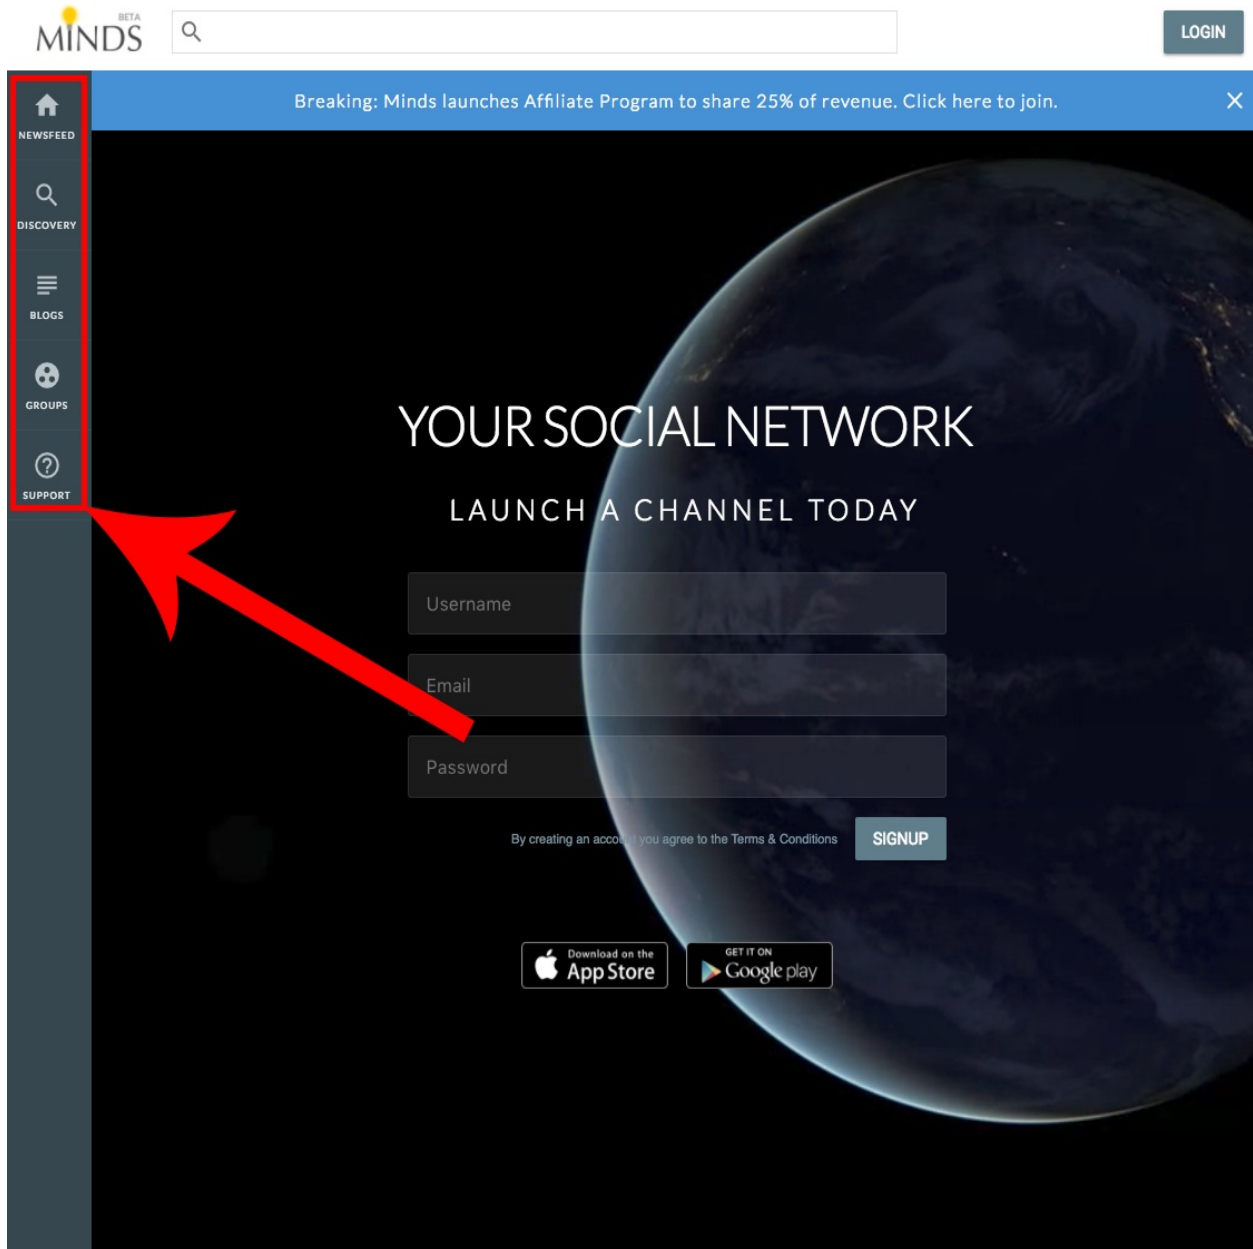 BETA
MINDS
LOGIN
Breaking: Minds launches Affiliate Program to share 25% of revenue. Click here to join.
NEWSFEED
DISCOVERY
BLOGS
GROUPS
SUPPORT
YOUR SOCIAL NETWORK
LAUNCH A CHANNEL TODAY
Username
Email
Password
By creating an account you agree to the Terms & Conditions
SIGNUP
Download on the
App Store
GET IT ON
Google play